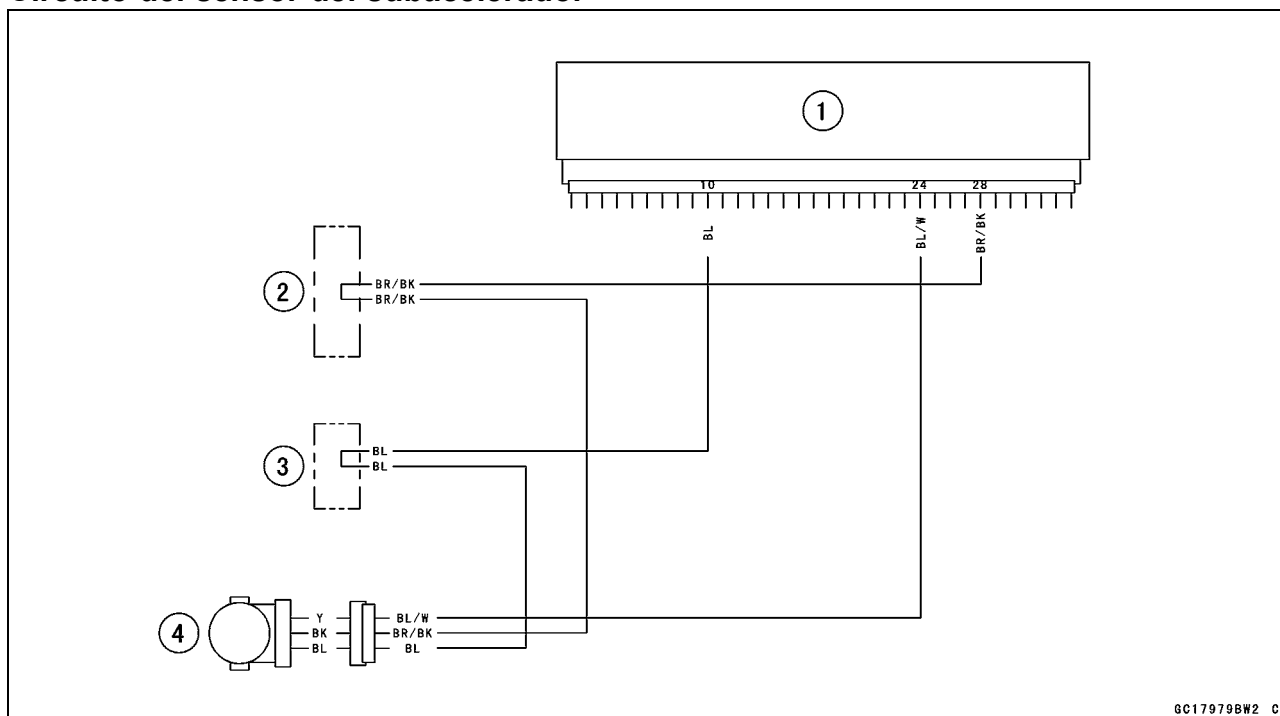 Circuito del sensor del subacelerador
1
10 24 28
BL
BL/W
BR/BK
2
BR/BK
BR/BK
3
BL
BL
4
Y BL/W
BK BR/BK
BL BL
GC17979BW2 C